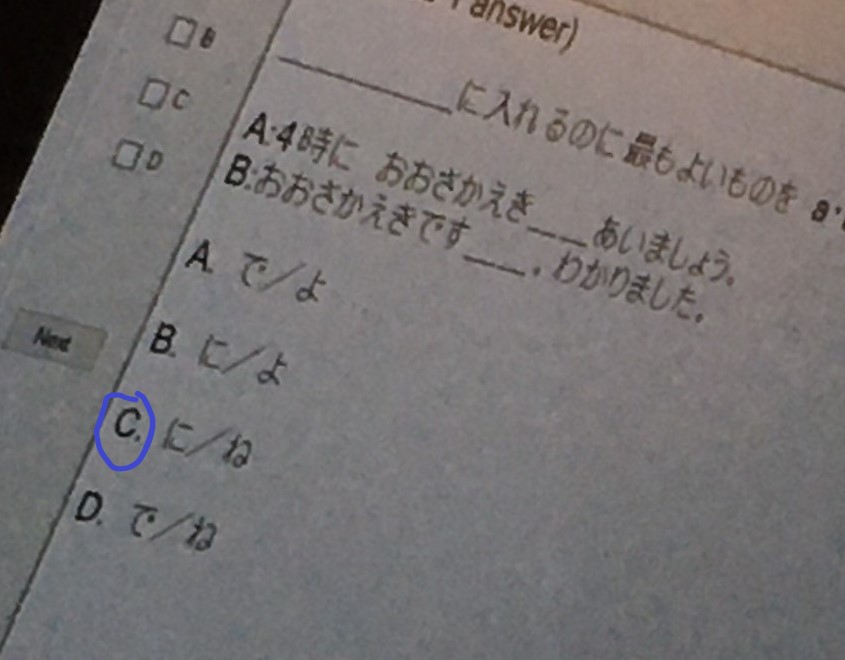 answer)
B
C
D
Next
______に入れるのに最もよいものを a
A:4時に おおさかえき___あいましょう。
B:おおさかえきです___。わかりました。
A. で／よ
B. に／よ
C. に／ね
D. で／ね